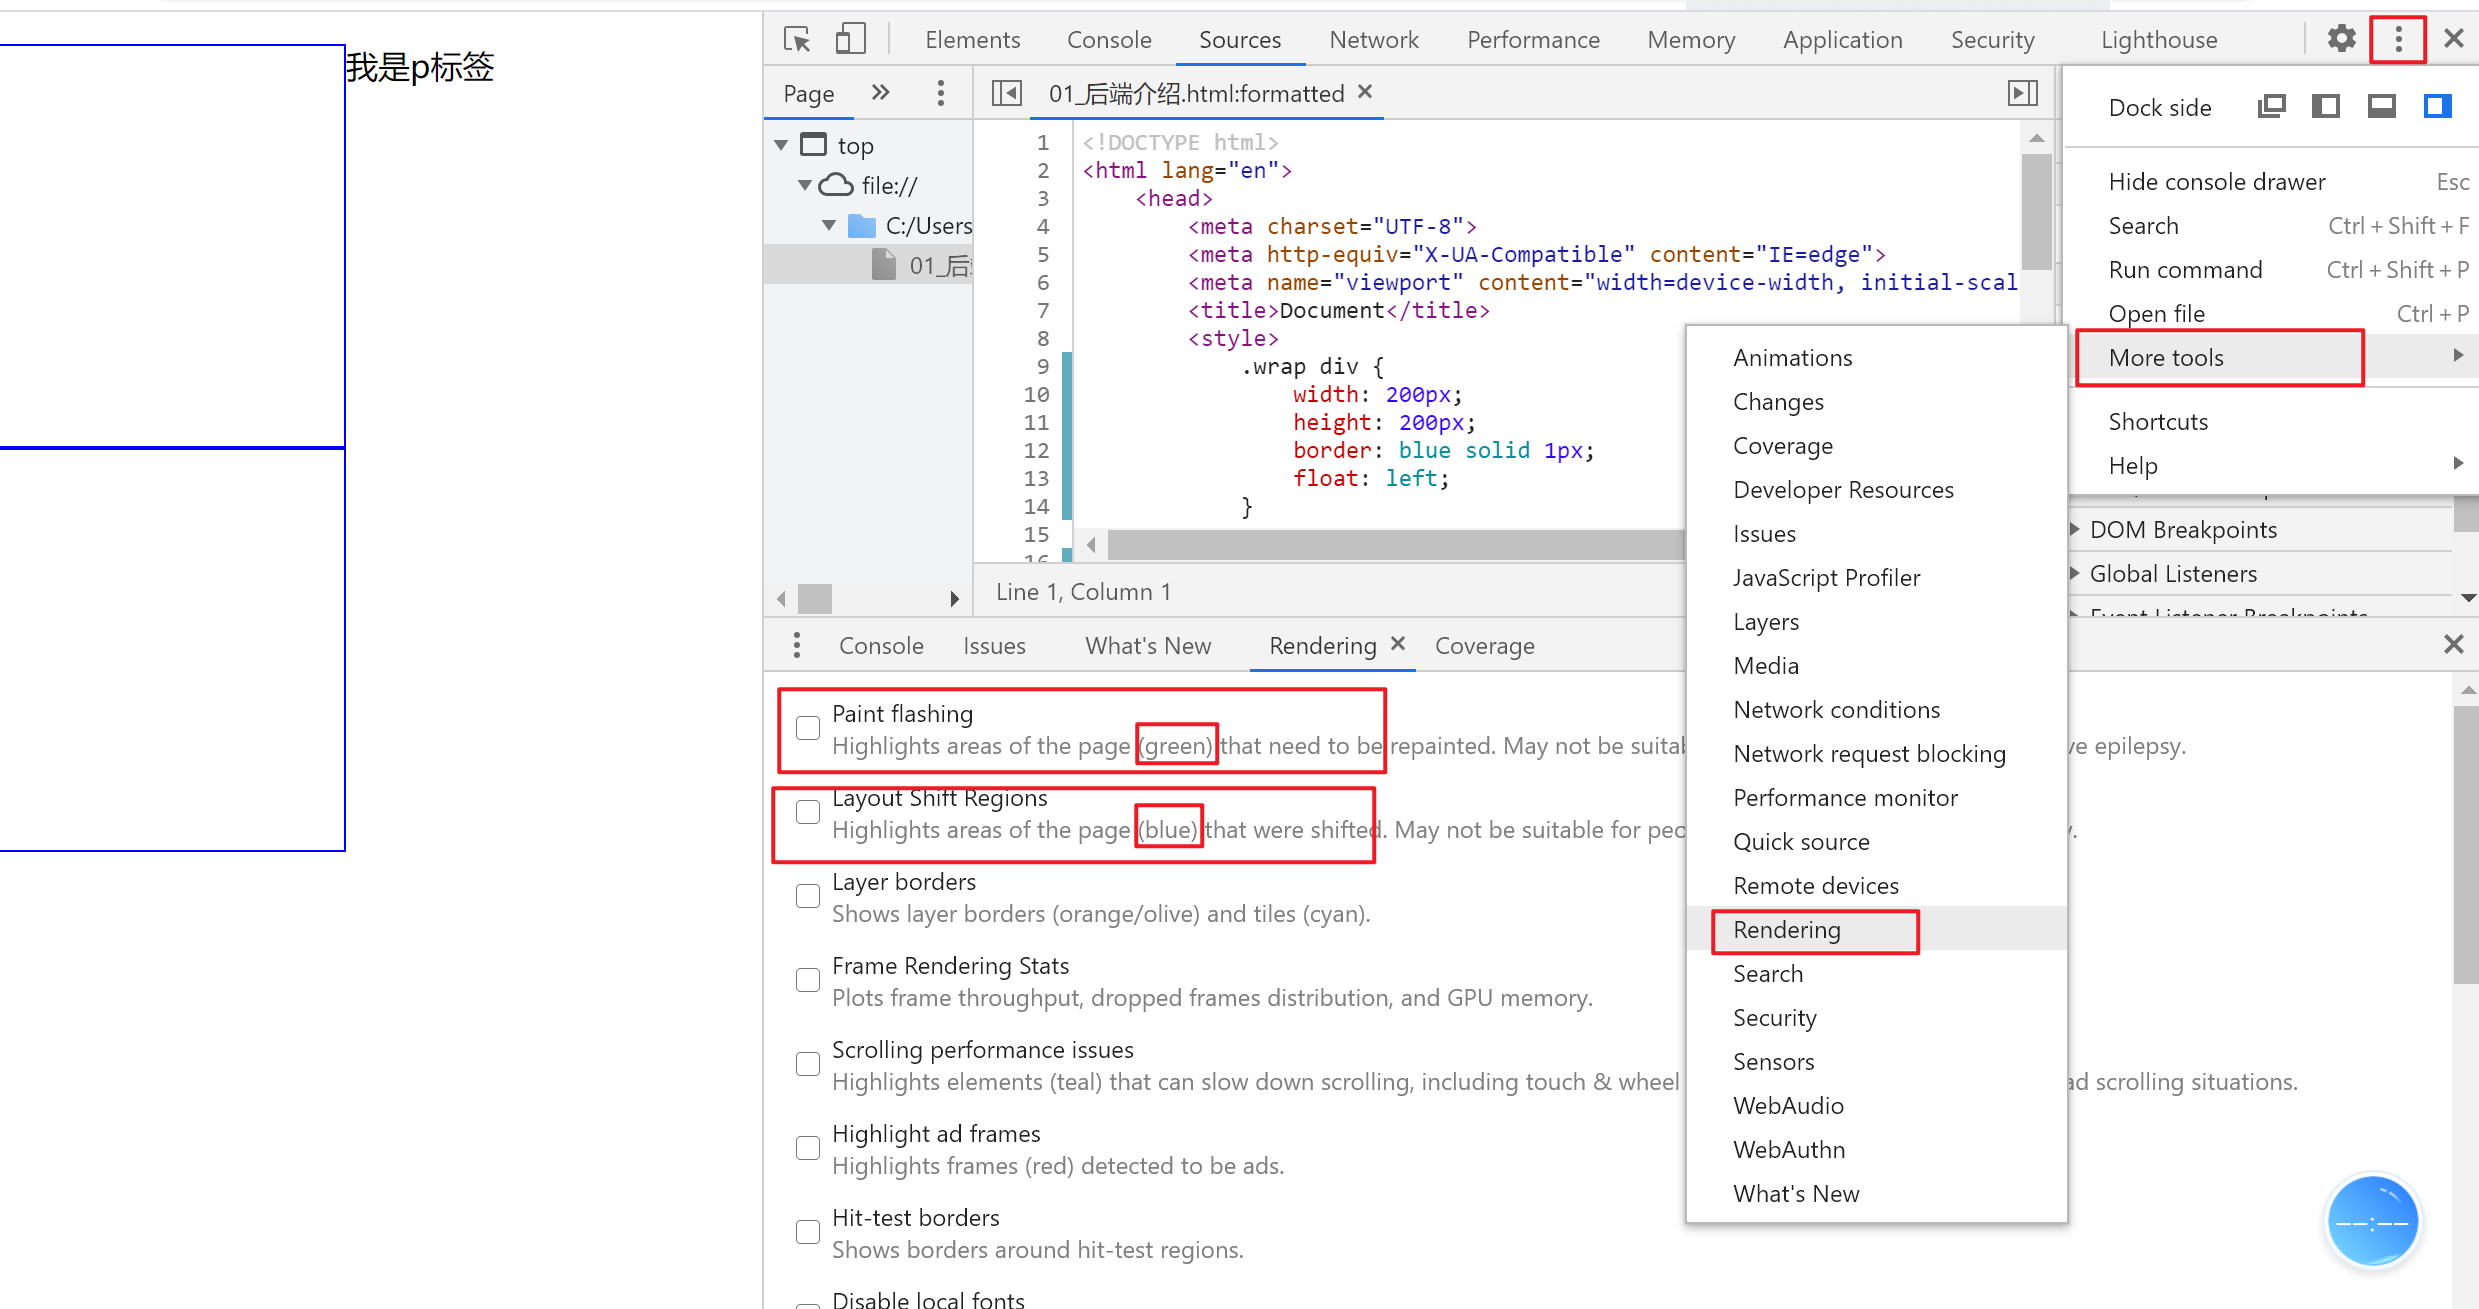 我是p标签
Elements Console Sources Network Performance Memory Application Security Lighthouse
Page
01_后端介绍.html:formatted
top
file://
C:/Users
01_后
1 <!DOCTYPE html>
2 <html lang="en">
3 <head>
4 <meta charset="UTF-8">
5 <meta http-equiv="X-UA-Compatible" content="IE=edge">
6 <meta name="viewport" content="width=device-width, initial-scal
7 <title>Document</title>
8 <style>
9 .wrap div {
10 width: 200px;
11 height: 200px;
12 border: blue solid 1px;
13 float: left;
14 }
15
16
Line 1, Column 1
Dock side
Hide console drawer Esc
Search Ctrl + Shift + F
Run command Ctrl + Shift + P
Open file Ctrl + P
More tools
Shortcuts
Help
DOM Breakpoints
Global Listeners
Event Listener Breakpoints
Animations
Changes
Coverage
Developer Resources
Issues
JavaScript Profiler
Layers
Media
Network conditions
Network request blocking
Performance monitor
Quick source
Remote devices
Rendering
Search
Security
Sensors
WebAudio
WebAuthn
What's New
Console Issues What's New Rendering Coverage
Paint flashing
Highlights areas of the page (green) that need to be repainted. May not be suitab ve epilepsy.
Layout Shift Regions
Highlights areas of the page (blue) that were shifted. May not be suitable for peo y.
Layer borders
Shows layer borders (orange/olive) and tiles (cyan).
Frame Rendering Stats
Plots frame throughput, dropped frames distribution, and GPU memory.
Scrolling performance issues
Highlights elements (teal) that can slow down scrolling, including touch & wheel ad scrolling situations.
Highlight ad frames
Highlights frames (red) detected to be ads.
Hit-test borders
Shows borders around hit-test regions.
Disable local fonts
--:--